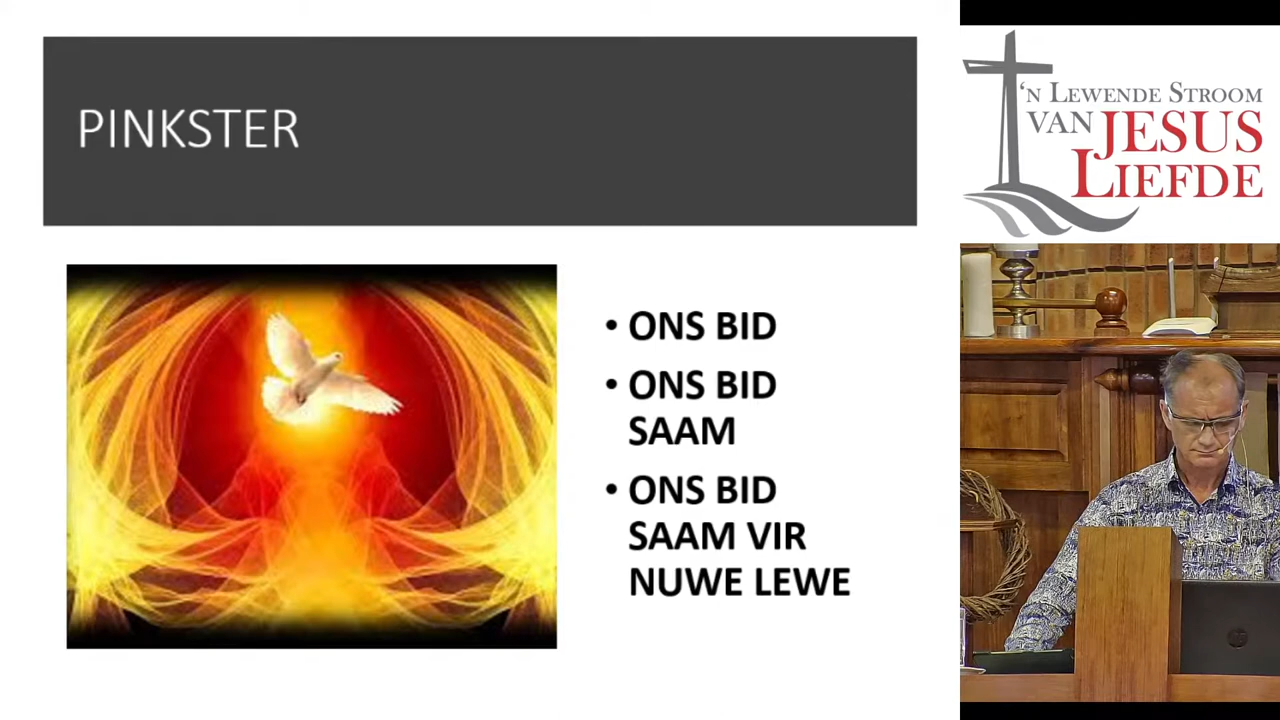 PINKSTER
• ONS BID
• ONS BID
SAAM
• ONS BID
SAAM VIR
NUWE LEWE
‘N LEWENDE STROOM
VAN JESUS
LIEFDE